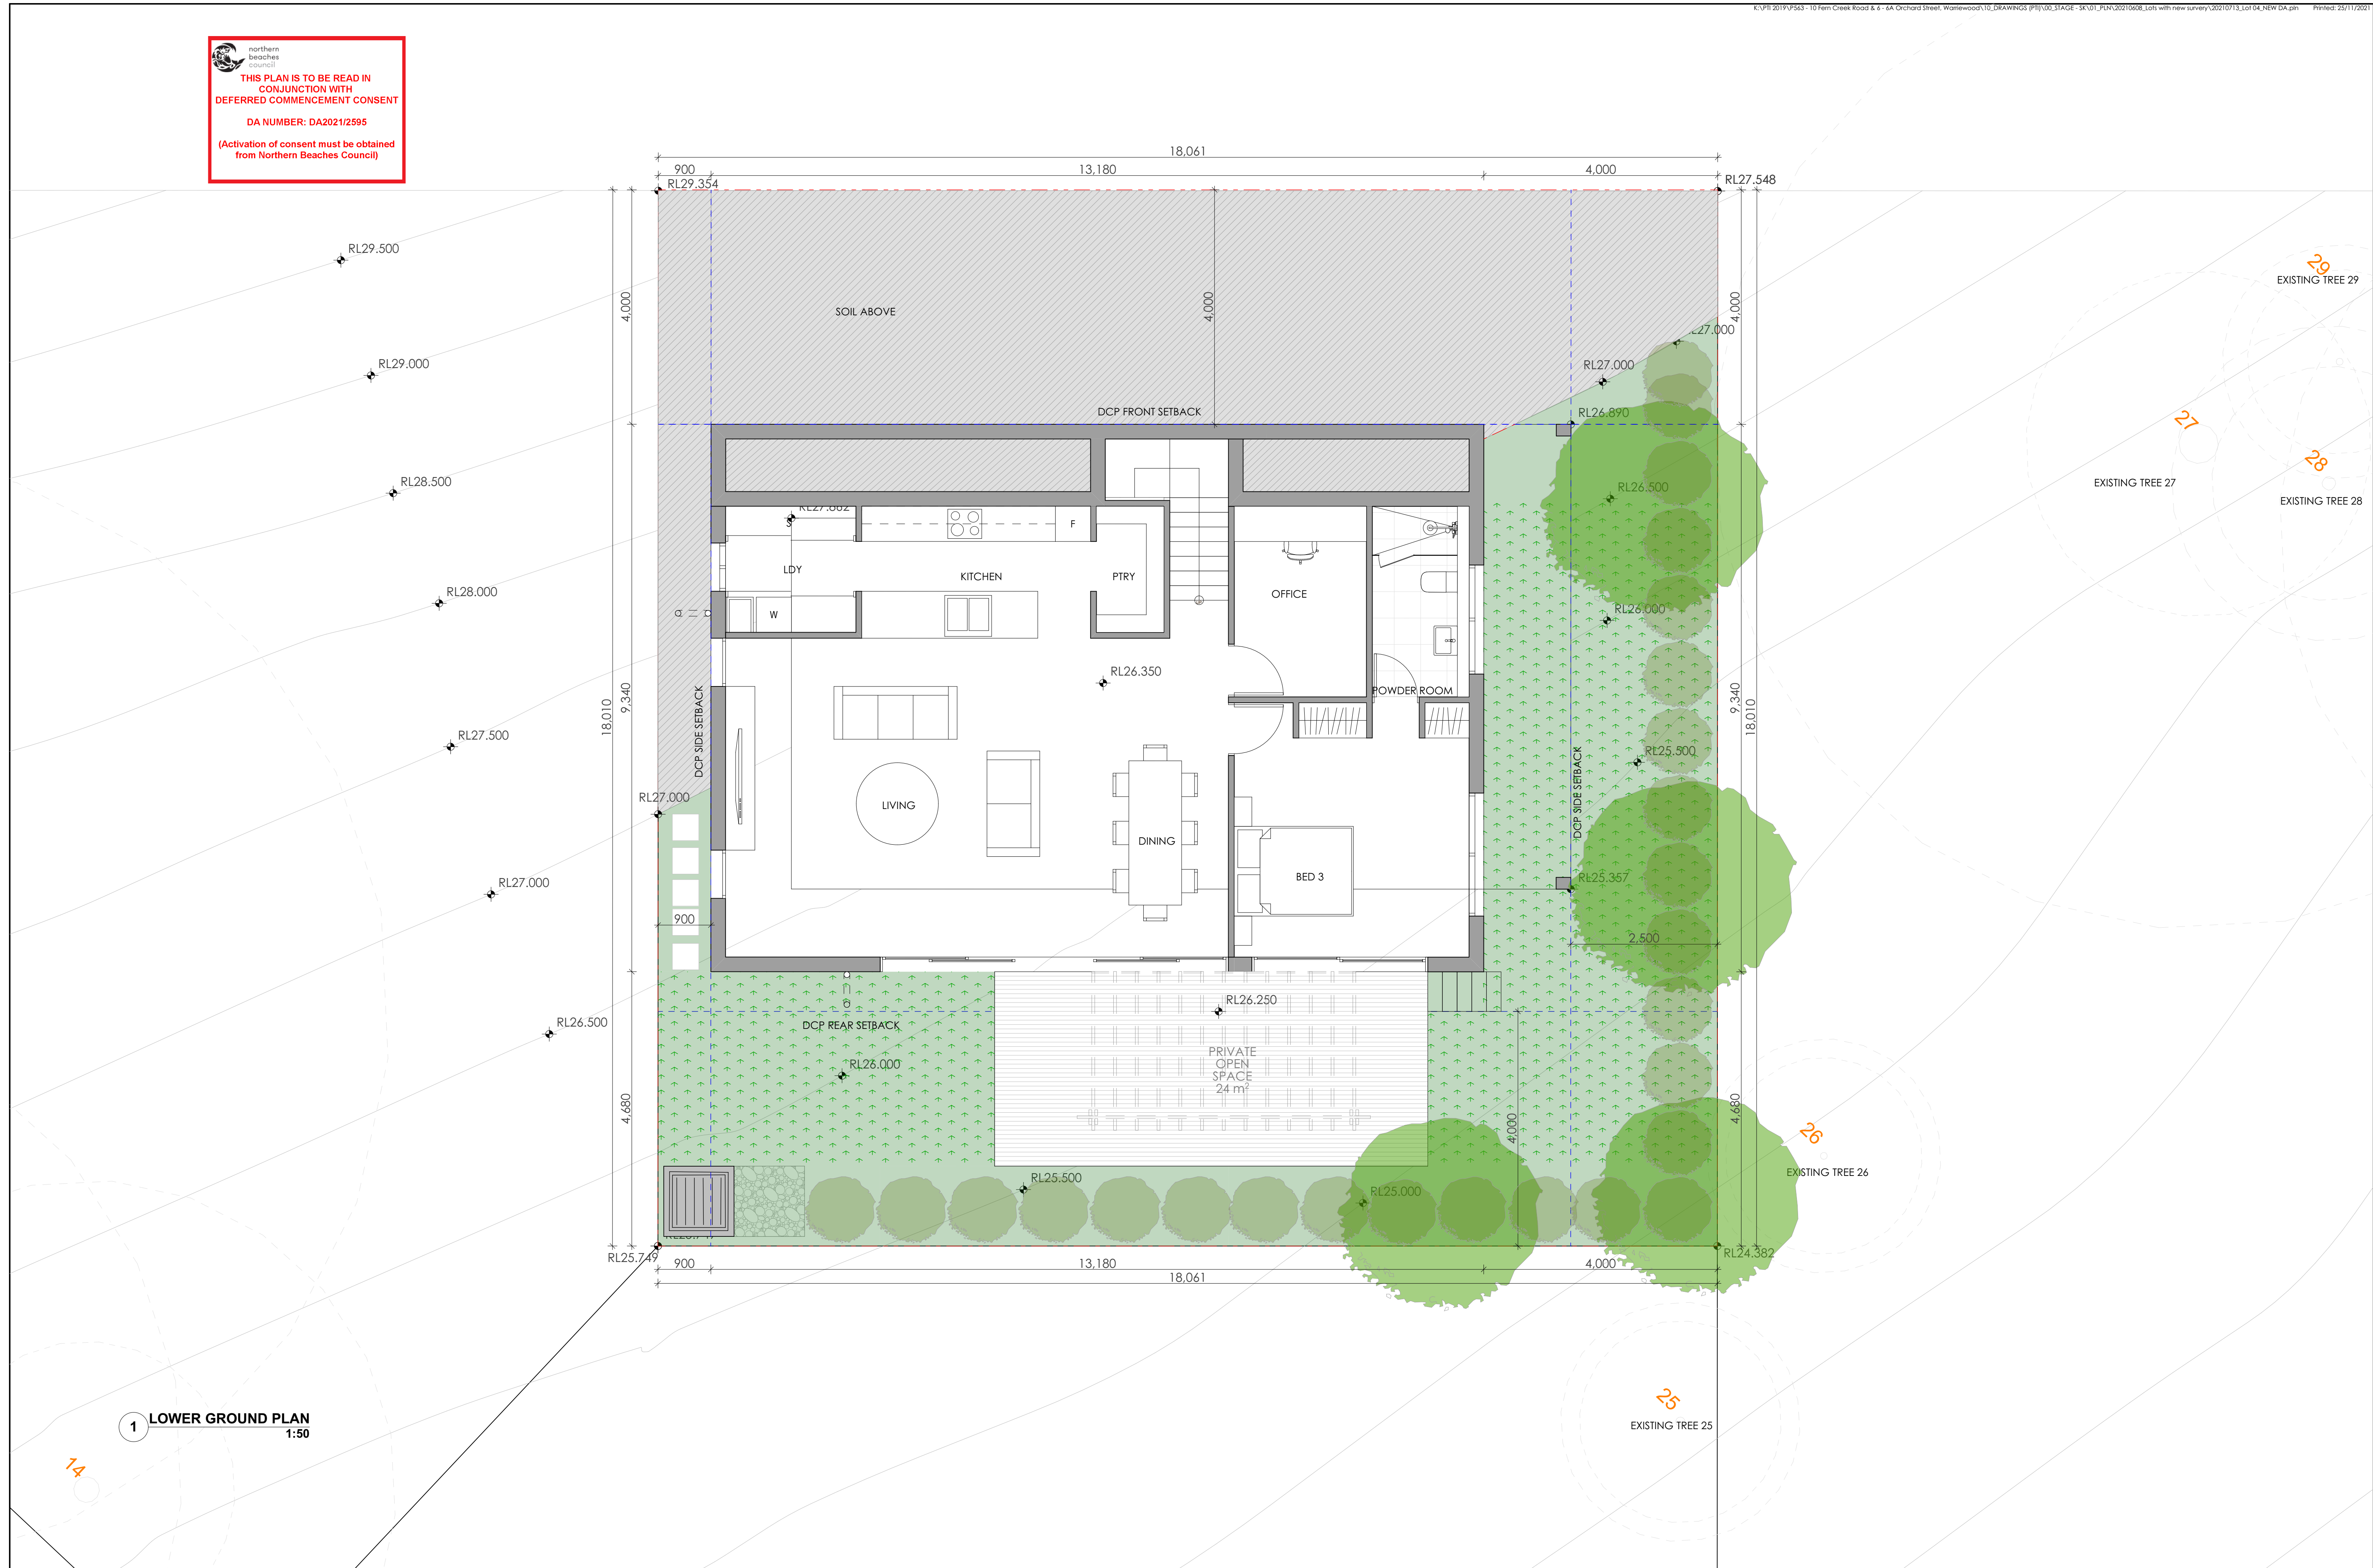 K:\PTI 2019\P563 - 10 Fern Creek Road & 6 - 6A Orchard Street, Warriewood\10_DRAWINGS (PTI)\00_STAGE - SK\01_PLN\20210608_Lots with new survery\20210713_Lot 04_NEW DA.pln Printed: 25/11/2021
northern
beaches
council
THIS PLAN IS TO BE READ IN
CONJUNCTION WITH
DEFERRED COMMENCEMENT CONSENT
DA NUMBER: DA2021/2595
(Activation of consent must be obtained
from Northern Beaches Council)
18,061
900
13,180
4,000
RL29.354
RL27.548
RL29.500
29
EXISTING TREE 29
4,000
SOIL ABOVE
4,000
4,000
RL27.000
RL29.000
RL27.000
DCP FRONT SETBACK
RL26.890
27
28
RL28.500
EXISTING TREE 27
RL26.500
EXISTING TREE 28
F
LDY
KITCHEN
PTRY
OFFICE
RL28.000
RL26.000
W
RL26.350
POWDER ROOM
18,010
9,340
DCP SIDE SETBACK
9,340
18,010
RL27.500
RL25.500
DCP SIDE SETBACK
RL27.000
LIVING
DINING
BED 3
RL25.357
RL27.000
900
2,500
RL26.250
RL26.500
DCP REAR SETBACK
RL26.000
PRIVATE
OPEN
SPACE
24 m²
4,680
4,000
4,680
26
EXISTING TREE 26
RL25.500
RL25.000
RL25.749
RL24.382
900
13,180
4,000
18,061
25
EXISTING TREE 25
1
LOWER GROUND PLAN
1:50
14